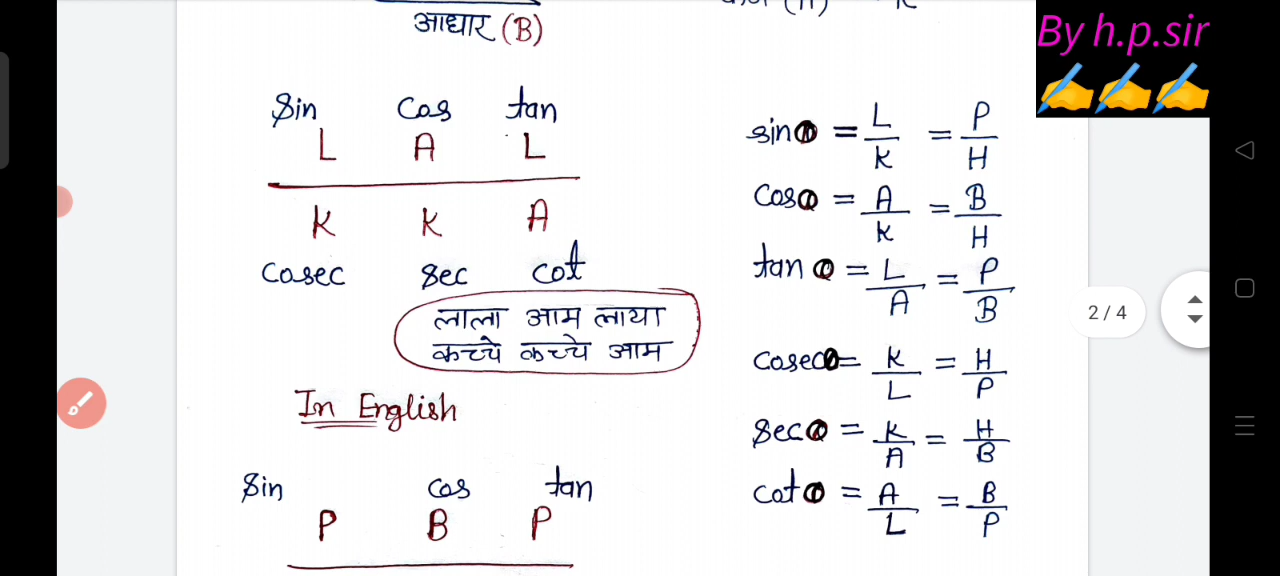 आधार (B)
By h.p.sir
sin cos tan
L A L
K K A
cosec sec cot
लाला आम लाया
कच्चे कच्चे आम
In English
sin cos tan
P B P
sinθ = L/K = P/H
cosθ = A/K = B/H
tanθ = L/A = P/B
cosecθ = K/L = H/P
secθ = K/A = H/B
cotθ = A/L = B/P
2/4